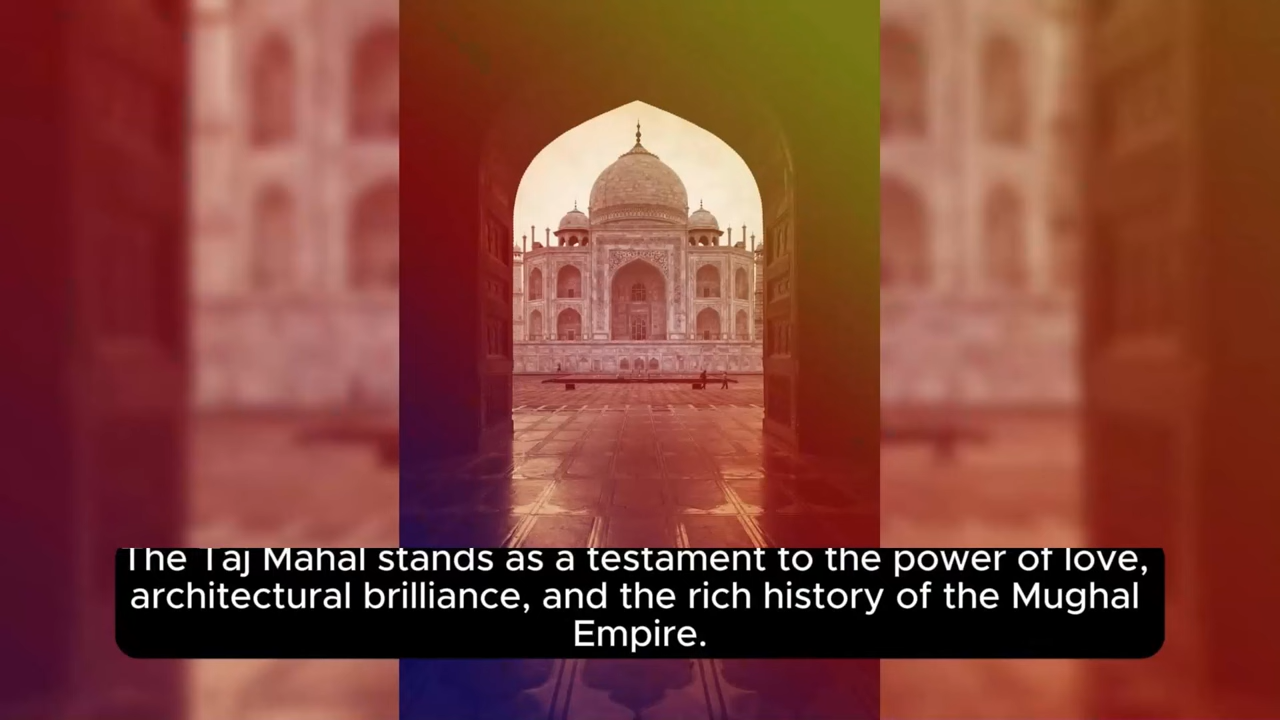 The Taj Mahal stands as a testament to the power of love,
architectural brilliance, and the rich history of the Mughal
Empire.